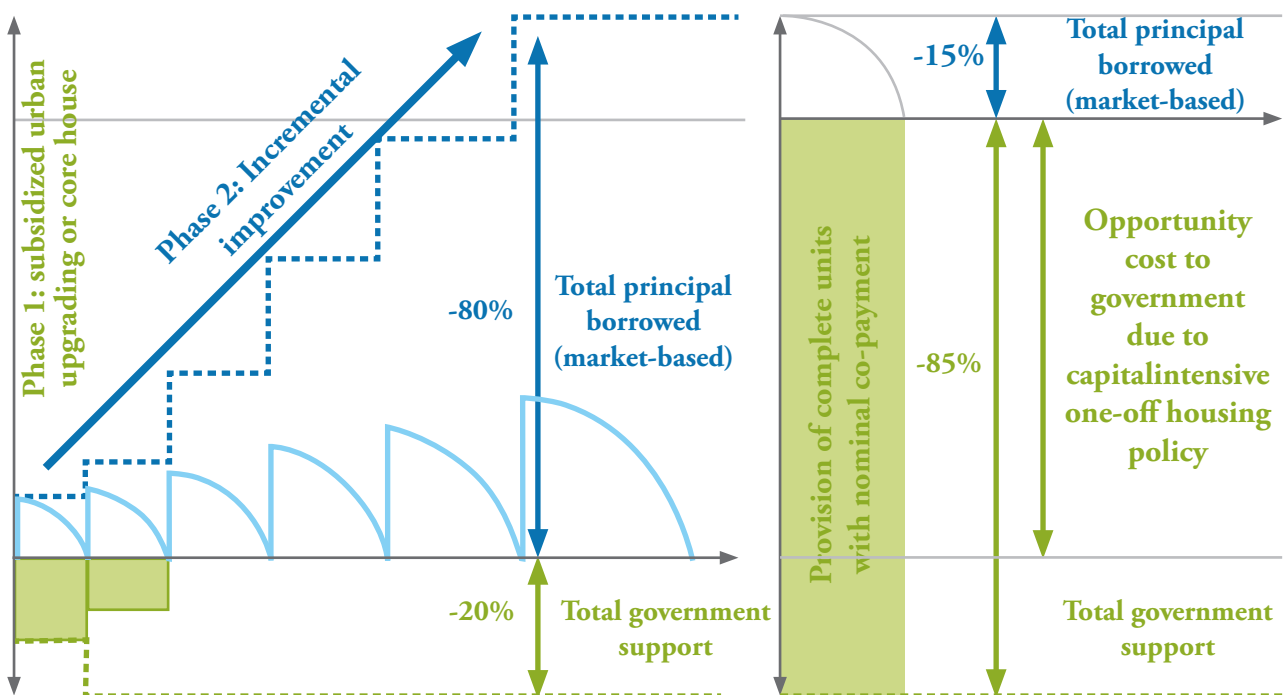 Phase 1: subsidized urban
upgrading or core house
Phase 2: Incremental
improvement
-80%
Total principal
borrowed
(market-based)
-20%
Total government
support
-15%
Total principal
borrowed
(market-based)
Provision of complete units
with nominal co-payment
-85%
Opportunity
cost to
government
due to
capitalintensive
one-off housing
policy
Total government
support